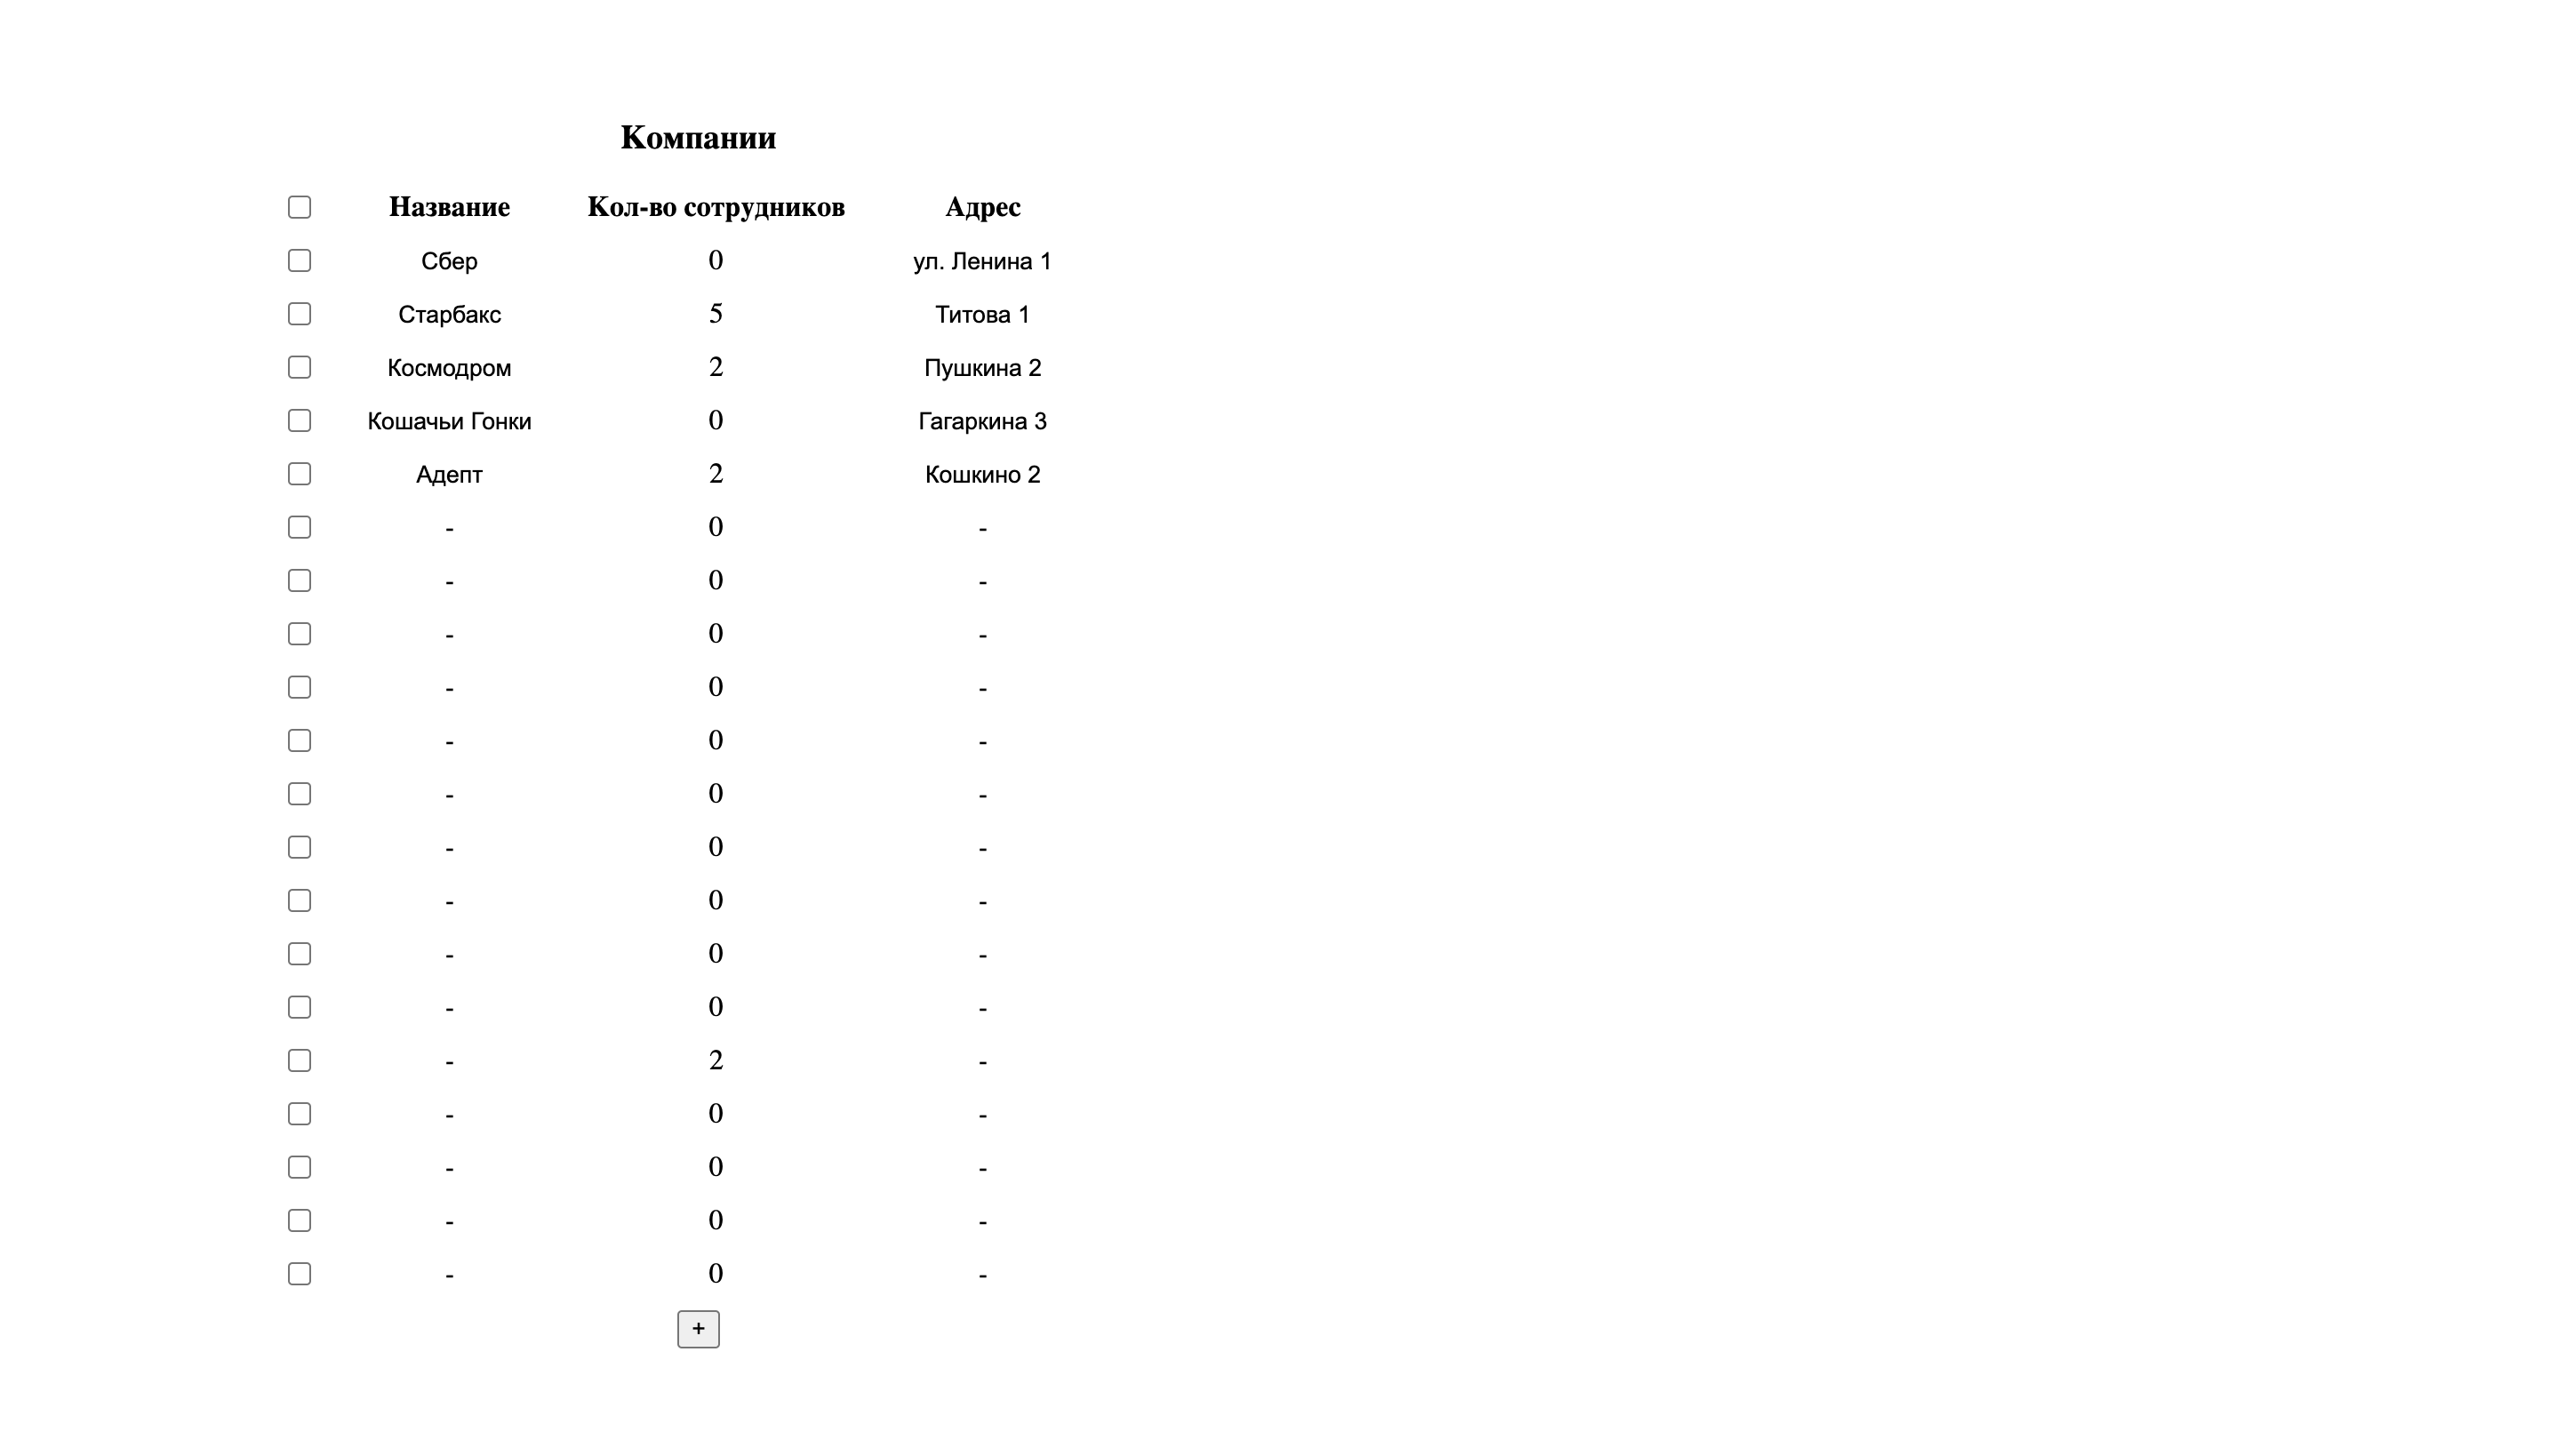 Компании
Название Кол-во сотрудников Адрес
Сбер 0 ул. Ленина 1
Старбакс 5 Титова 1
Космодром 2 Пушкина 2
Кошачьи Гонки 0 Гагаркина 3
Адепт 2 Кошкино 2
- 0 -
- 0 -
- 0 -
- 0 -
- 0 -
- 0 -
- 0 -
- 0 -
- 0 -
- 0 -
- 2 -
- 0 -
- 0 -
- 0 -
- 0 -
+